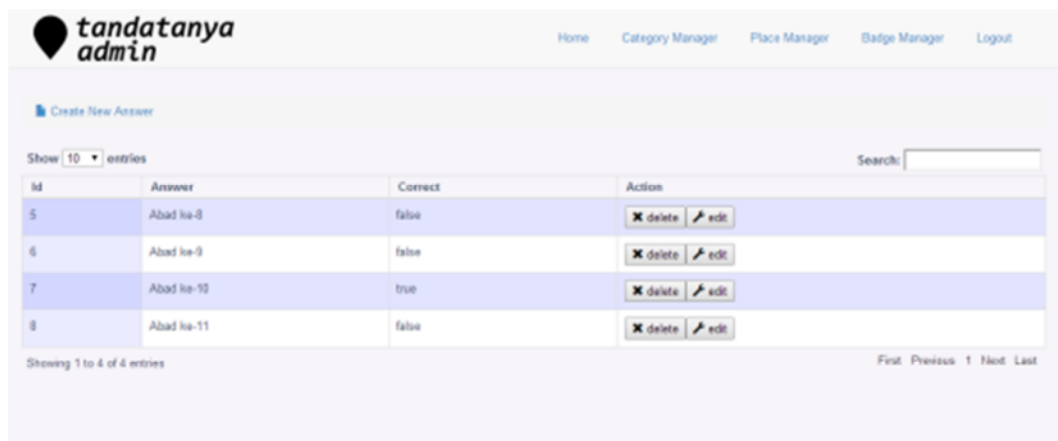 tandatanya
admin
Home Category Manager Place Manager Badge Manager Logout
Create New Answer
Show 10 entries Search:
Id Answer Correct Action
5 Abad ke-8 false delete edit
6 Abad ke-9 false delete edit
7 Abad ke-10 true delete edit
8 Abad ke-11 false delete edit
Showing 1 to 4 of 4 entries First Previous 1 Next Last